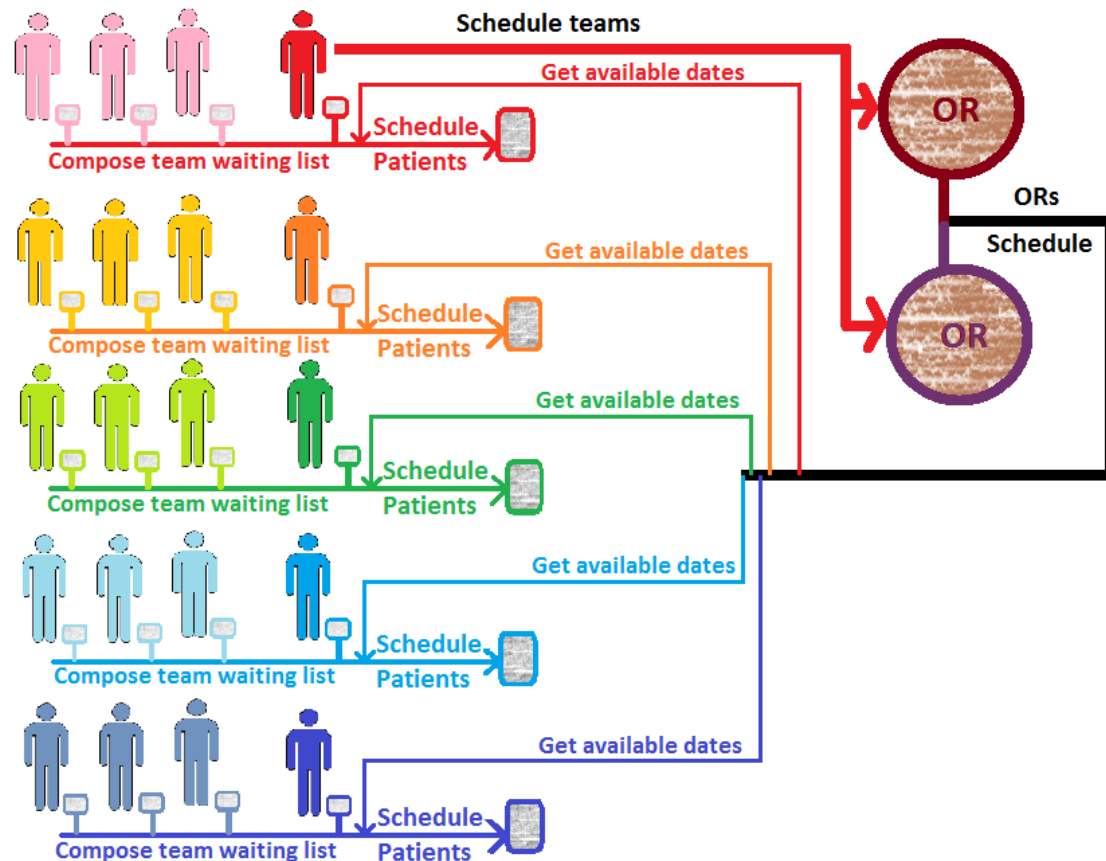 Schedule teams
Get available dates
OR
Schedule
Patients
Compose team waiting list
ORs
Schedule
OR
Get available dates
Schedule
Patients
Compose team waiting list
Get available dates
Schedule
Patients
Compose team waiting list
Get available dates
Schedule
Patients
Compose team waiting list
Get available dates
Schedule
Patients
Compose team waiting list